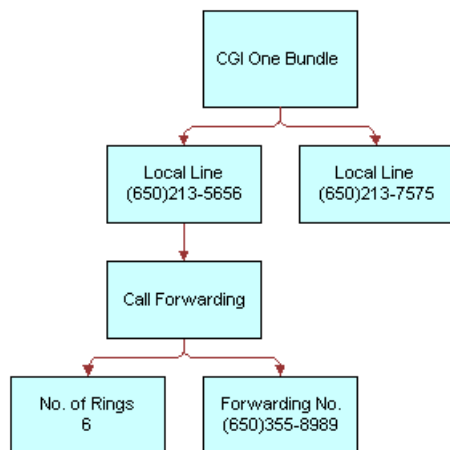 CGI One Bundle
Local Line
(650)213-5656
Local Line
(650)213-7575
Call Forwarding
No. of Rings
6
Forwarding No.
(650)355-8989